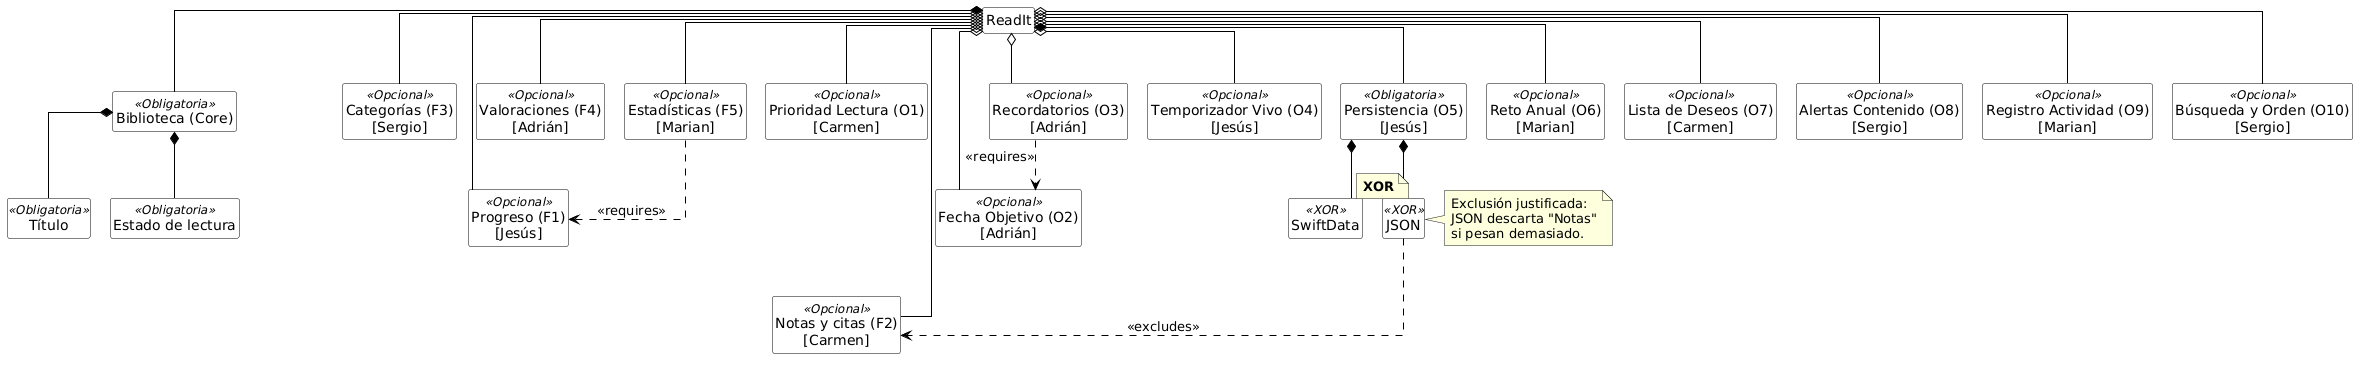 ReadIt
«Obligatoria»
Biblioteca (Core)
«Opcional»
Categorías (F3)
[Sergio]
«Opcional»
Valoraciones (F4)
[Adrián]
«Opcional»
Estadísticas (F5)
[Marian]
«Opcional»
Prioridad Lectura (O1)
[Carmen]
«Opcional»
Recordatorios (O3)
[Adrián]
«Opcional»
Temporizador Vivo (O4)
[Jesús]
«Obligatoria»
Persistencia (O5)
[Jesús]
«Opcional»
Reto Anual (O6)
[Marian]
«Opcional»
Lista de Deseos (O7)
[Carmen]
«Opcional»
Alertas Contenido (O8)
[Sergio]
«Opcional»
Registro Actividad (O9)
[Marian]
«Opcional»
Búsqueda y Orden (O10)
[Sergio]
«Obligatoria»
Título
«Obligatoria»
Estado de lectura
«Opcional»
Progreso (F1)
[Jesús]
«requires»
«requires»
«Opcional»
Fecha Objetivo (O2)
[Adrián]
XOR
«XOR»
SwiftData
«XOR»
JSON
Exclusión justificada:
JSON descarta "Notas"
si pesan demasiado.
«Opcional»
Notas y citas (F2)
[Carmen]
«excludes»